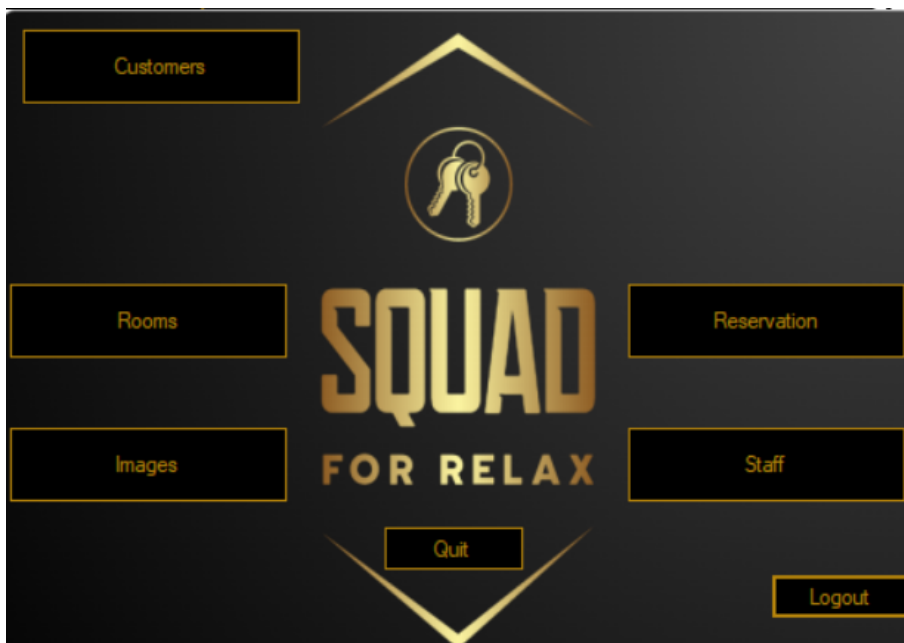 Customers
SQUAD
Rooms
Reservation
Images
FOR RELAX
Staff
Quit
Logout